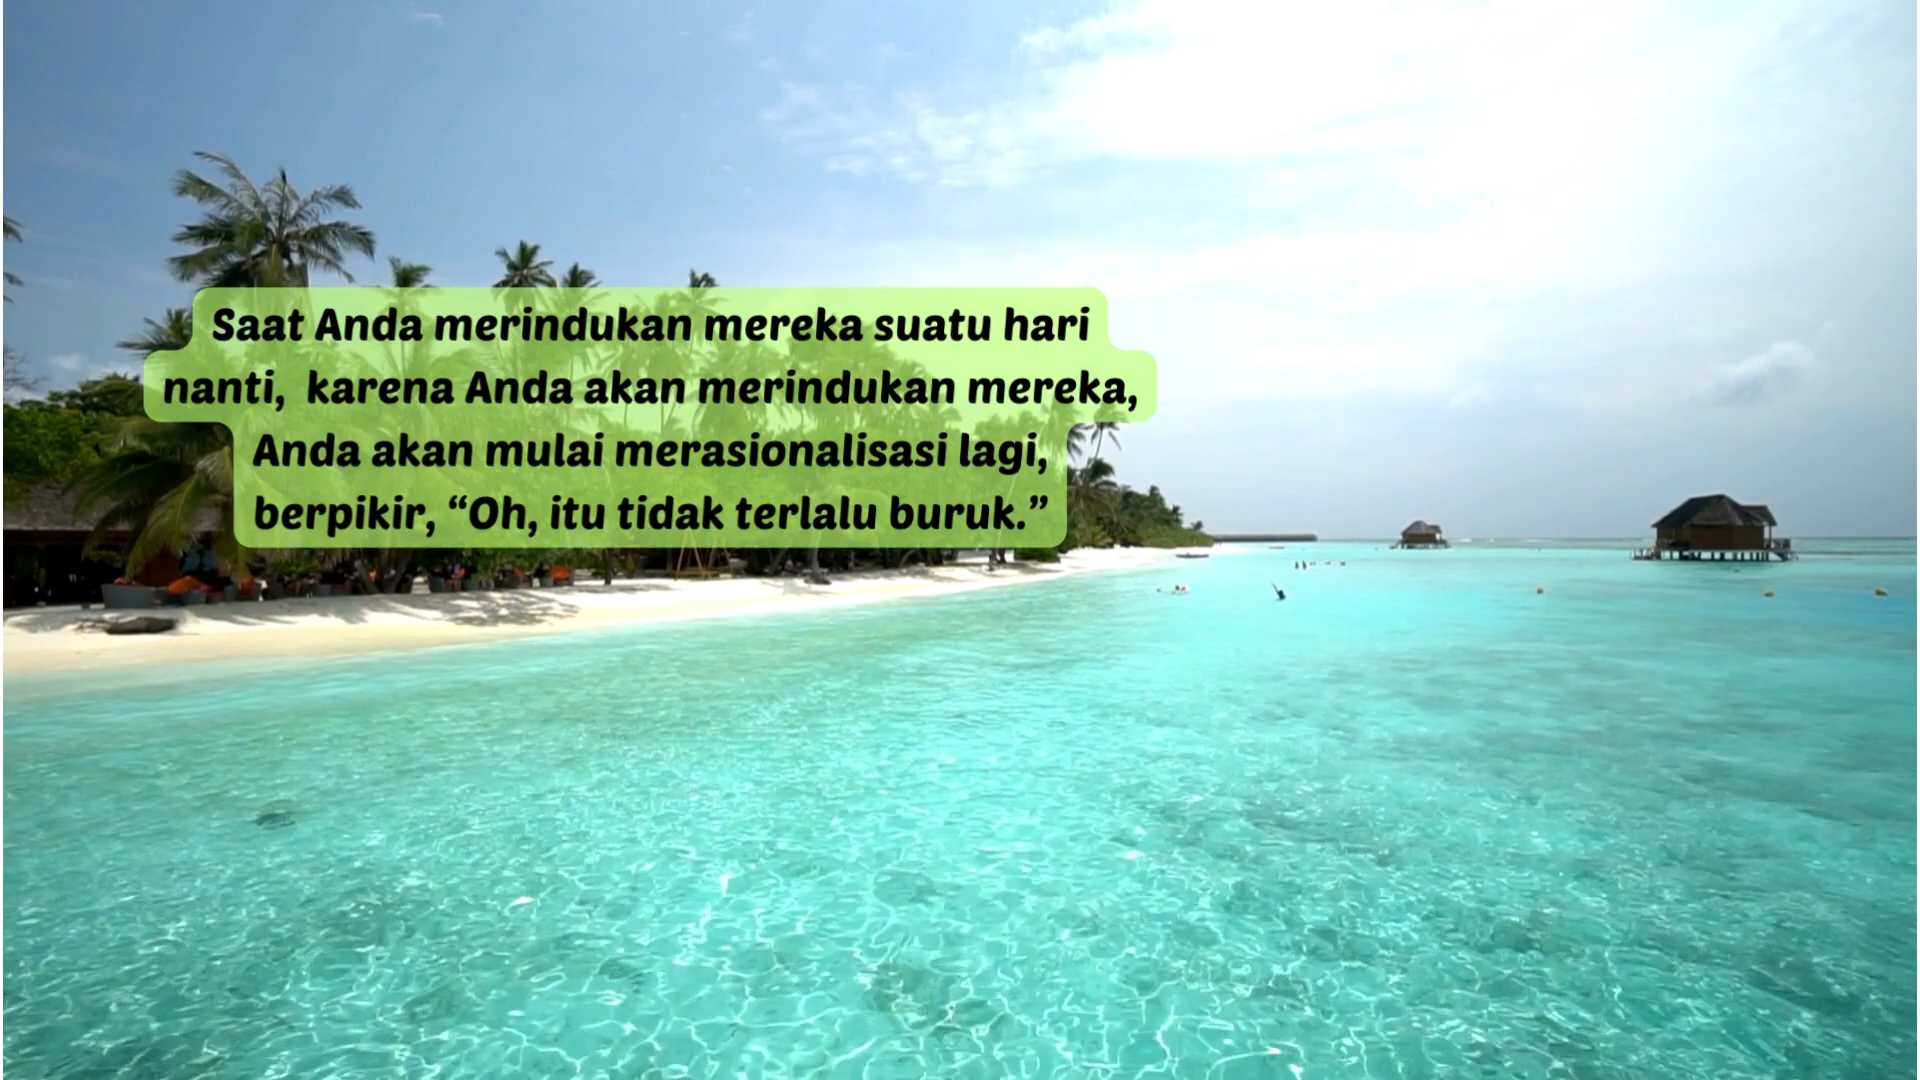 Saat Anda merindukan mereka suatu hari
nanti, karena Anda akan merindukan mereka,
Anda akan mulai merasionalisasi lagi,
berpikir, “Oh, itu tidak terlalu buruk.”